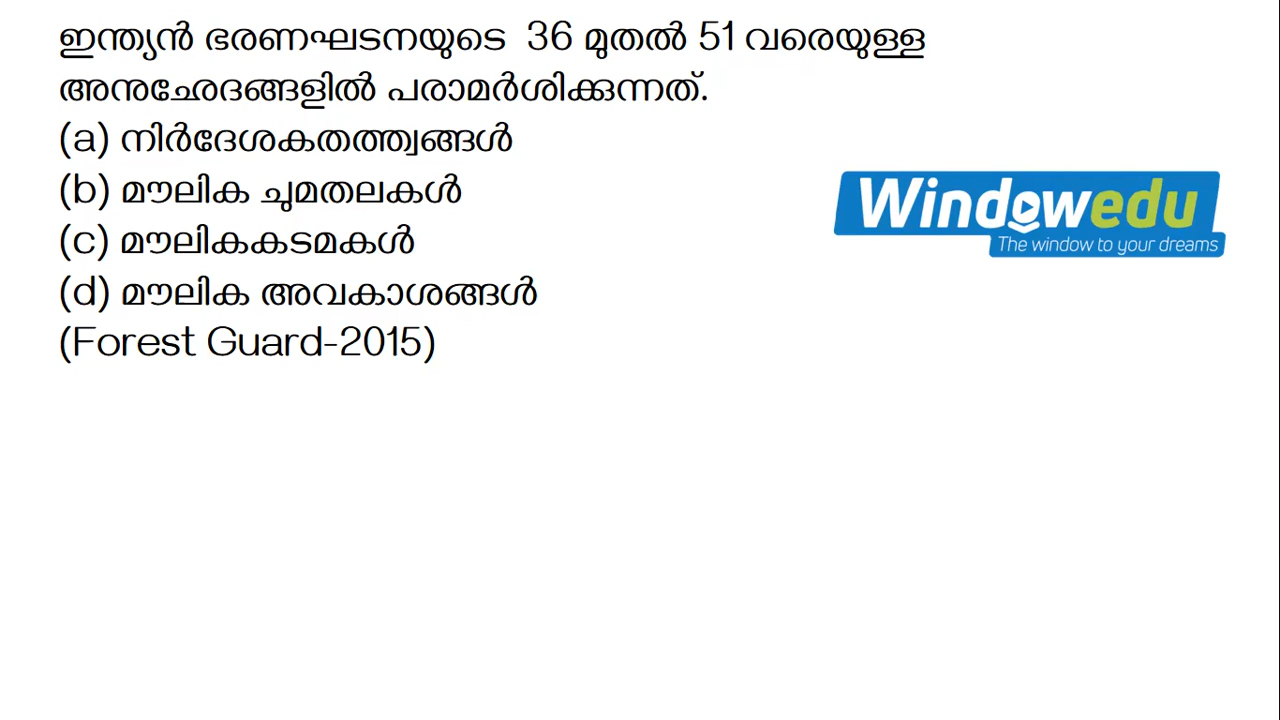 ഇന്ത്യൻ ഭരണഘടനയുടെ 36 മുതൽ 51 വരെയുള്ള
അനുഛേദങ്ങളിൽ പരാമർശിക്കുന്നത്.
(a) നിർദേശകതത്ത്വങ്ങൾ
(b) മൗലിക ചുമതലകൾ
(c) മൗലികകടമകൾ
(d) മൗലിക അവകാശങ്ങൾ
(Forest Guard-2015)
Windowedu
The window to your dreams